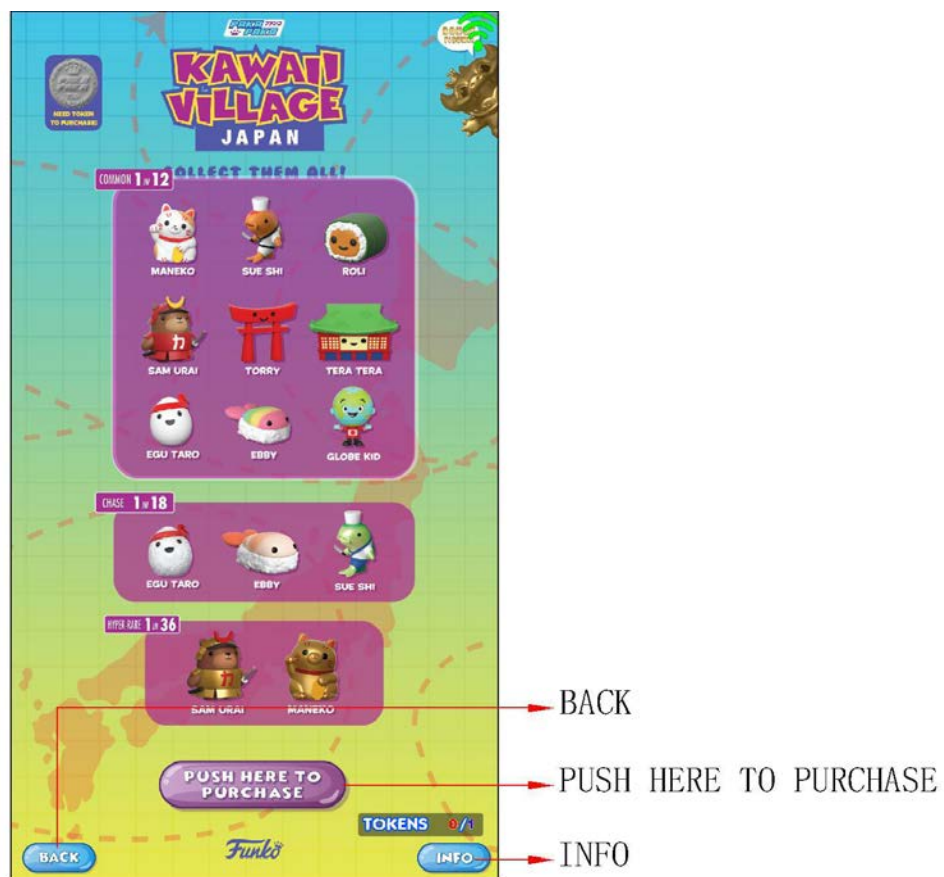 KAWAII
VILLAGE
JAPAN
NEED TOKEN
TO PURCHASE!
COLLECT THEM ALL!
COMMON 1 IN 12
MANEKO
SUE SHI
ROLI
SAM URAI
TORRY
TERA TERA
EGU TARO
EBBY
GLOBE KID
CHASE 1 IN 18
EGU TARO
EBBY
SUE SHI
HYPER RARE 1 IN 36
SAM URAI
MANEKO
BACK
PUSH HERE TO
PURCHASE
PUSH HERE TO PURCHASE
TOKENS 0/1
BACK
Funko
INFO
INFO